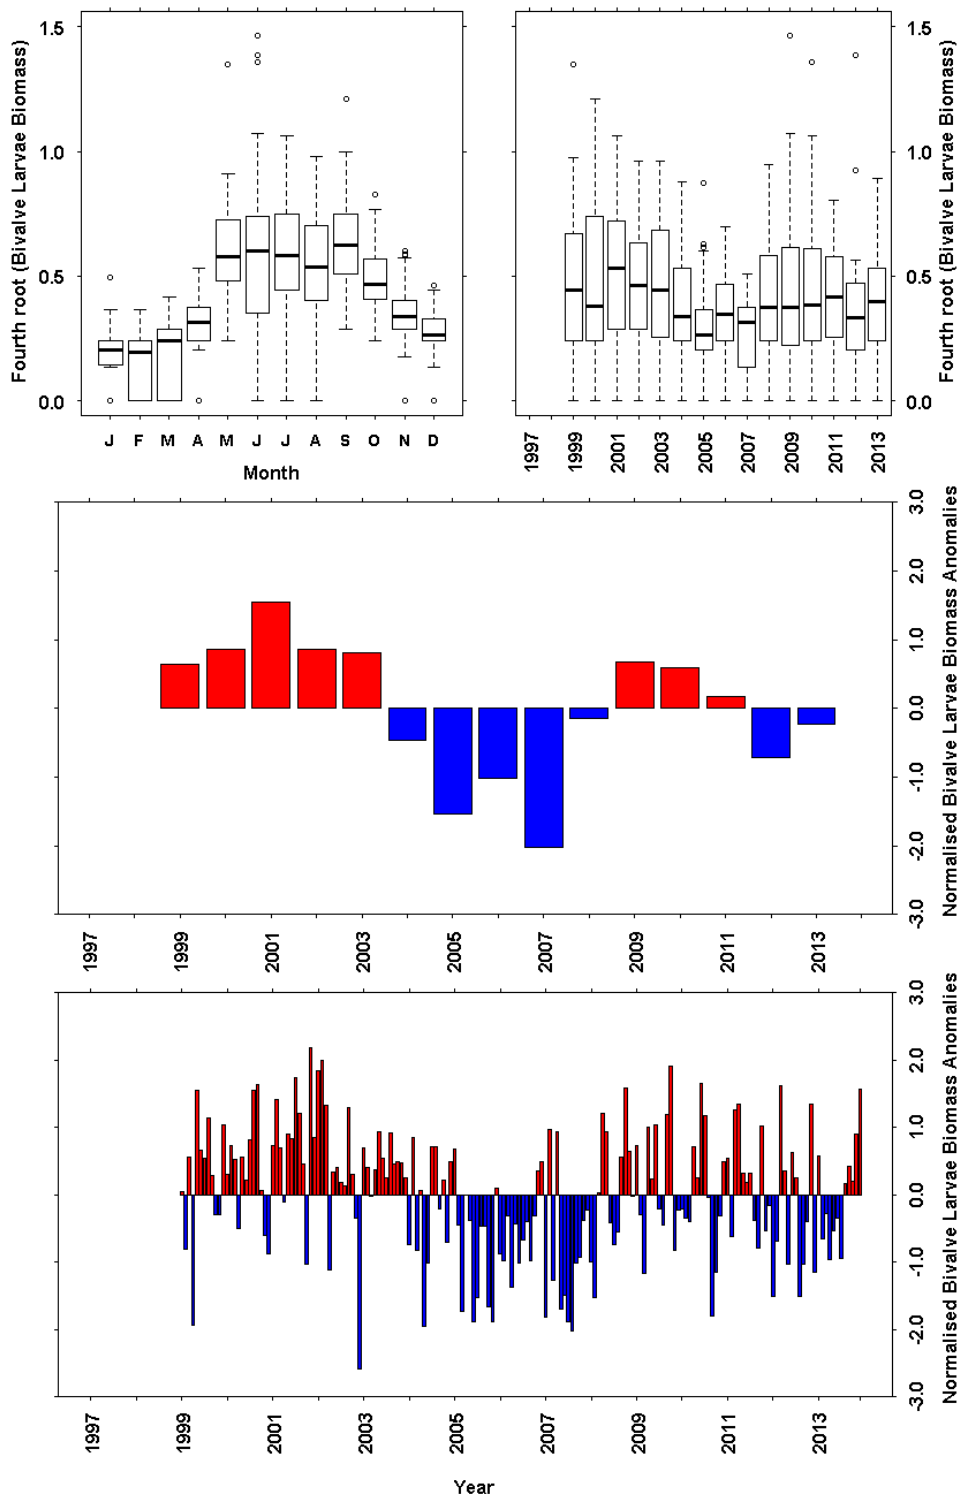 Fourth root (Bivalve Larvae Biomass)
1.5
1.0
0.5
0.0
J F M A M J J A S O N D
Month
1.5
1.0
0.5
0.0
Fourth root (Bivalve Larvae Biomass)
1997 1999 2001 2003 2005 2007 2009 2011 2013
3.0
2.0
1.0
0.0
-1.0
-2.0
-3.0
Normalised Bivalve Larvae Biomass Anomalies
1997 1999 2001 2003 2005 2007 2009 2011 2013
3.0
2.0
1.0
0.0
-1.0
-2.0
-3.0
Normalised Bivalve Larvae Biomass Anomalies
1997 1999 2001 2003 2005 2007 2009 2011 2013
Year